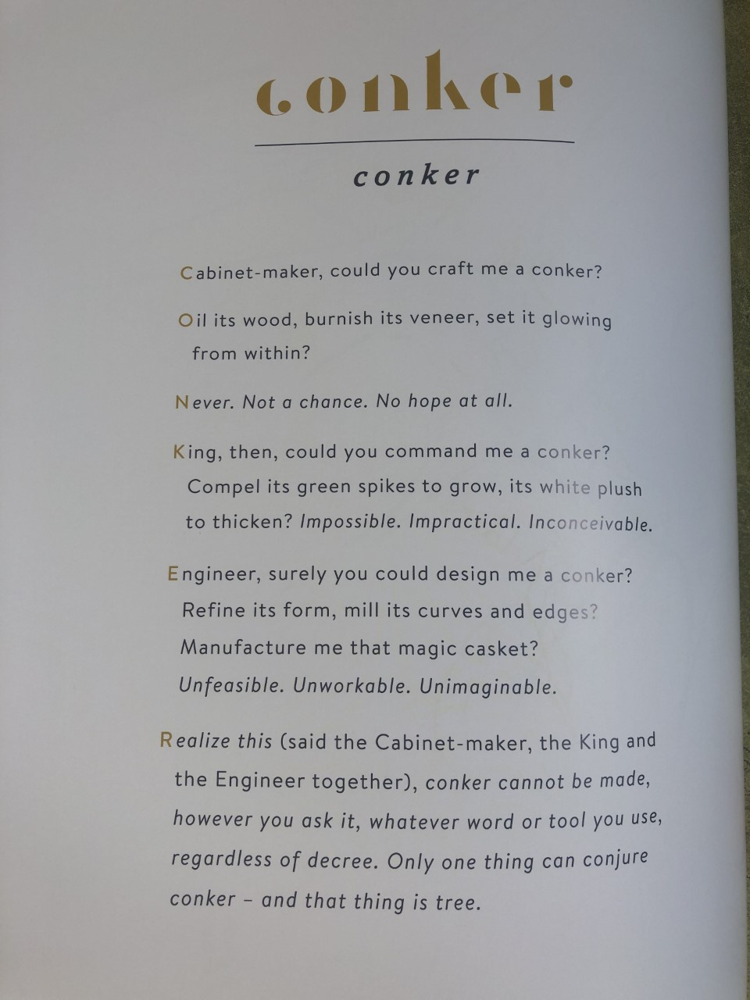 conker
conker
Cabinet-maker, could you craft me a conker?
Oil its wood, burnish its veneer, set it glowing
from within?
Never. Not a chance. No hope at all.
King, then, could you command me a conker?
Compel its green spikes to grow, its white plush
to thicken? Impossible. Impractical. Inconceivable.
Engineer, surely you could design me a conker?
Refine its form, mill its curves and edges?
Manufacture me that magic casket?
Unfeasible. Unworkable. Unimaginable.
Realize this (said the Cabinet-maker, the King and
the Engineer together), conker cannot be made,
however you ask it, whatever word or tool you use,
regardless of decree. Only one thing can conjure
conker – and that thing is tree.